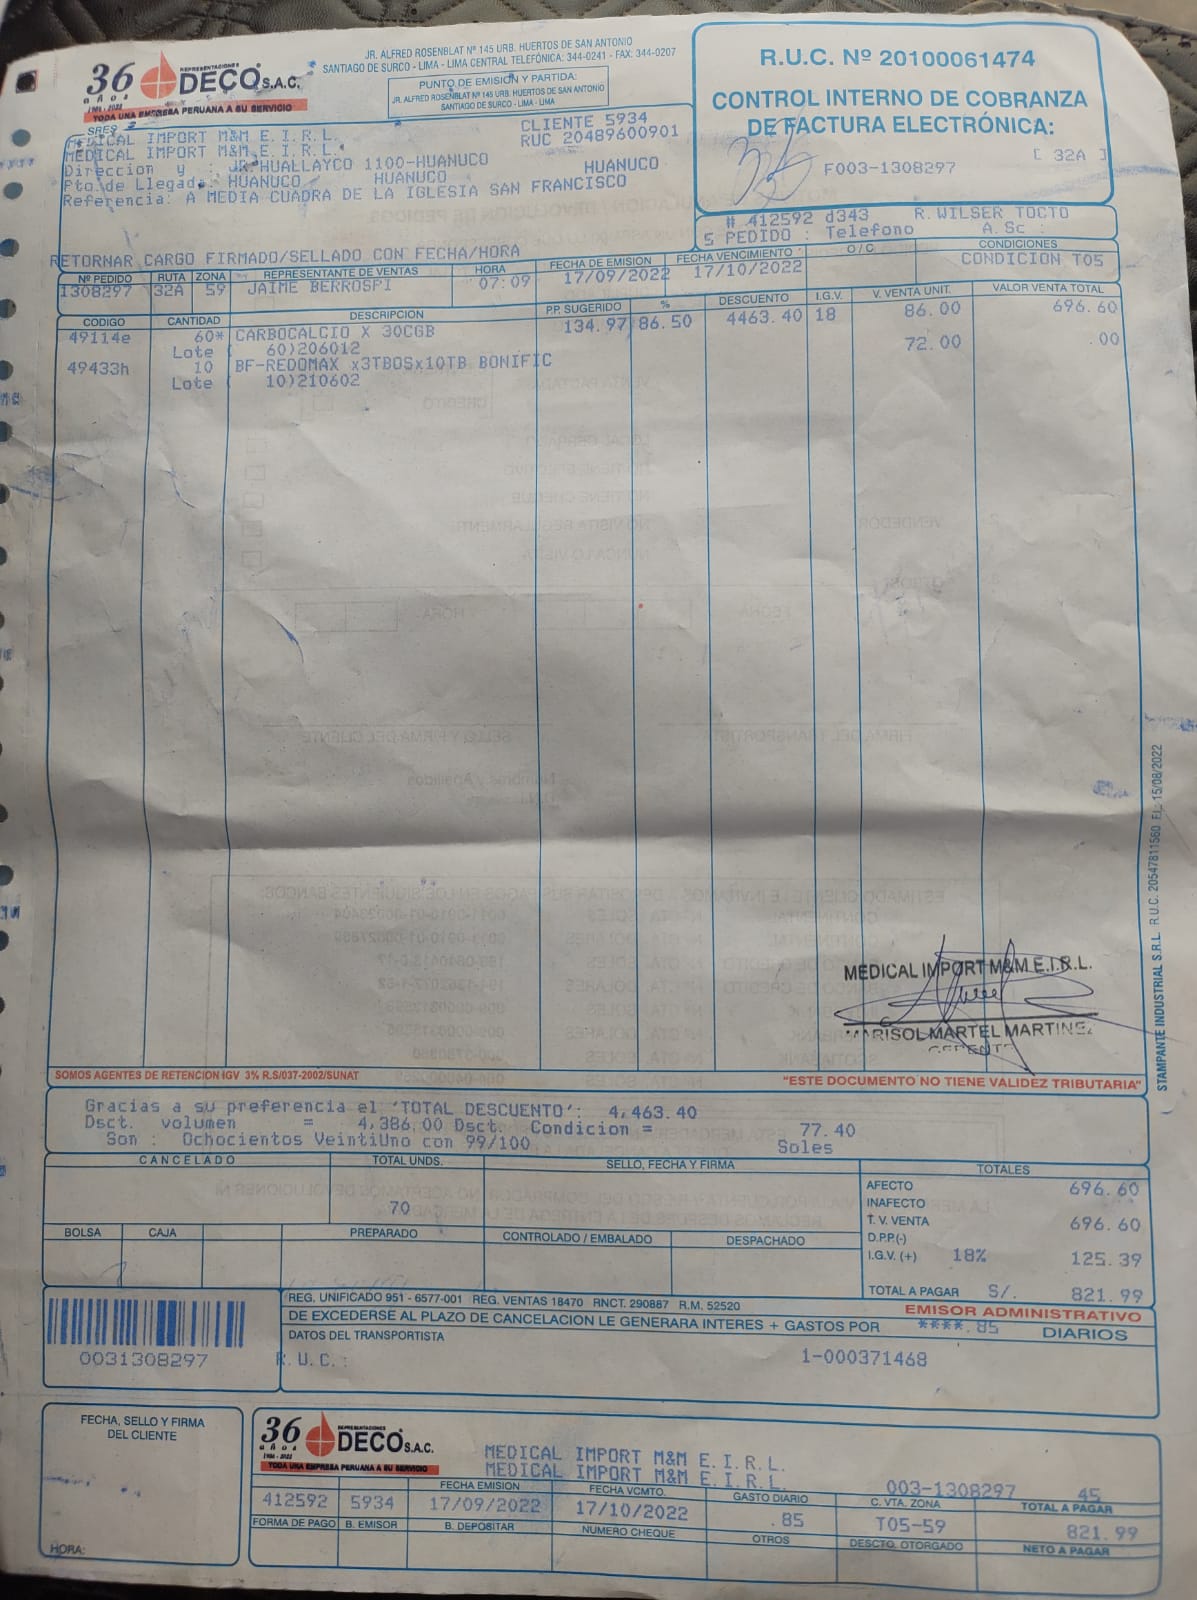 36 años
1986-2022
REPRESENTACIONES
DECO S.A.C.
TODA UNA EMPRESA PERUANA A SU SERVICIO
JR. ALFRED ROSENBLAT Nº 145 URB. HUERTOS DE SAN ANTONIO
SANTIAGO DE SURCO - LIMA - LIMA CENTRAL TELEFÓNICA: 344-0241 - FAX: 344-0207
PUNTO DE EMISIÓN Y PARTIDA:
JR. ALFRED ROSENBLAT Nº 145 URB. HUERTOS DE SAN ANTONIO
SANTIAGO DE SURCO - LIMA - LIMA
R.U.C. Nº 20100061474
CONTROL INTERNO DE COBRANZA
DE FACTURA ELECTRÓNICA:
[ 32A ]
F003-1308297
SRES
MEDICAL IMPORT M&M E.I.R.L.
MEDICAL IMPORT M&M E.I.R.L.
CLIENTE 5934
RUC 20489600901
Direccion y : JR.HUALLAYCO 1100-HUANUCO HUANUCO
Pto.de Llegada: HUANUCO HUANUCO
Referencia: A MEDIA CUADRA DE LA IGLESIA SAN FRANCISCO
# 412592 d343 R.WILSER TOCTO
S PEDIDO : Telefono A.Sc :
RETORNAR CARGO FIRMADO/SELLADO CON FECHA/HORA
Nº PEDIDO RUTA ZONA REPRESENTANTE DE VENTAS HORA FECHA DE EMISION FECHA VENCIMIENTO O/C CONDICIONES
1308297 32A 59 JAIME BERROSPI 07:09 17/09/2022 17/10/2022 CONDICION T05
CODIGO CANTIDAD DESCRIPCION PP. SUGERIDO % DESCUENTO I.G.V. V. VENTA UNIT. VALOR VENTA TOTAL
49114e 60* CARBOCALCIO X 30CGB 134.97 86.50 4463.40 18 86.00 696.60
Lote ( 60)206012
49433h 10 BF-REDOMAX x3TBOSx10TB BONIFIC 72.00 .00
Lote ( 10)210602
MEDICAL IMPORT M&M E.I.R.L.
MARISOL MARTEL MARTINEZ
GERENTE
STAMPANTE INDUSTRIAL S.R.L. R.U.C. 20547811560 F.I. 15/08/2022
SOMOS AGENTES DE RETENCION IGV 3% R.S/037-2002/SUNAT
"ESTE DOCUMENTO NO TIENE VALIDEZ TRIBUTARIA"
Gracias a su preferencia el 'TOTAL DESCUENTO': 4,463.40
Dsct. volumen = 4,386.00 Dsct. Condicion = 77.40
Son : Ochocientos VeintiUno con 99/100 Soles
CANCELADO TOTAL UNDS. SELLO, FECHA Y FIRMA TOTALES
70
AFECTO 696.60
INAFECTO
T. V. VENTA 696.60
D.P.P.(-)
I.G.V. (+) 18% 125.39
TOTAL A PAGAR S/. 821.99
BOLSA CAJA PREPARADO CONTROLADO / EMBALADO DESPACHADO
REG. UNIFICADO 951 - 6577-001 REG. VENTAS 18470 RNCT. 290887 R.M. 52520
EMISOR ADMINISTRATIVO
DE EXCEDERSE AL PLAZO DE CANCELACION LE GENERARA INTERES + GASTOS POR ****.85 DIARIOS
DATOS DEL TRANSPORTISTA
0031308297
R.U.C.:
1-000371468
FECHA, SELLO Y FIRMA
DEL CLIENTE
HORA:
36 años
1986-2022
REPRESENTACIONES
DECO S.A.C.
TODA UNA EMPRESA PERUANA A SU SERVICIO
MEDICAL IMPORT M&M E.I.R.L.
MEDICAL IMPORT M&M E.I.R.L.
003-1308297 45
FECHA EMISION FECHA VCMTO. GASTO DIARIO C. VTA. ZONA TOTAL A PAGAR
412592 5934 17/09/2022 17/10/2022 .85 T05-59 821.99
FORMA DE PAGO B. EMISOR B. DEPOSITAR NUMERO CHEQUE OTROS DESCTO. OTORGADO NETO A PAGAR